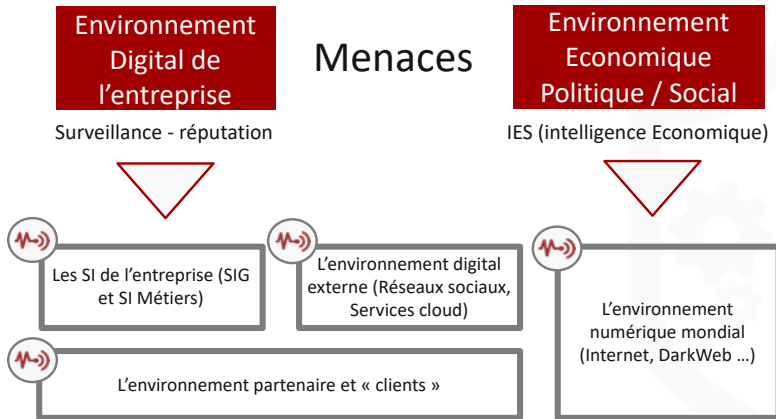 Environnement
Digital de
l'entreprise
Menaces
Environnement
Economique
Politique / Social
Surveillance - réputation
IES (intelligence Economique)
Les SI de l'entreprise (SIG
et SI Métiers)
L'environnement digital
externe (Réseaux sociaux,
Services cloud)
L'environnement
numérique mondial
(Internet, DarkWeb ...)
L'environnement partenaire et « clients »